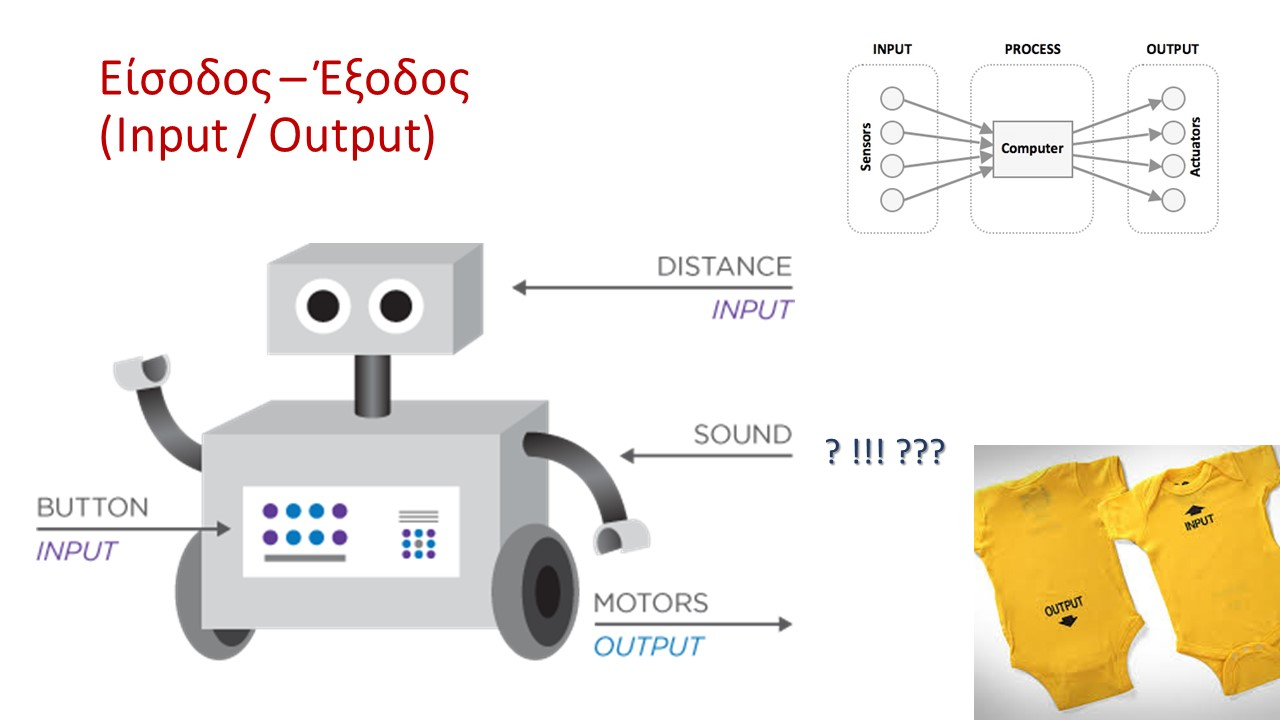 Είσοδος – Έξοδος
(Input / Output)
INPUT PROCESS OUTPUT
Sensors
Computer
Actuators
DISTANCE
INPUT
SOUND
? !!! ???
BUTTON
INPUT
MOTORS
OUTPUT
INPUT
OUTPUT